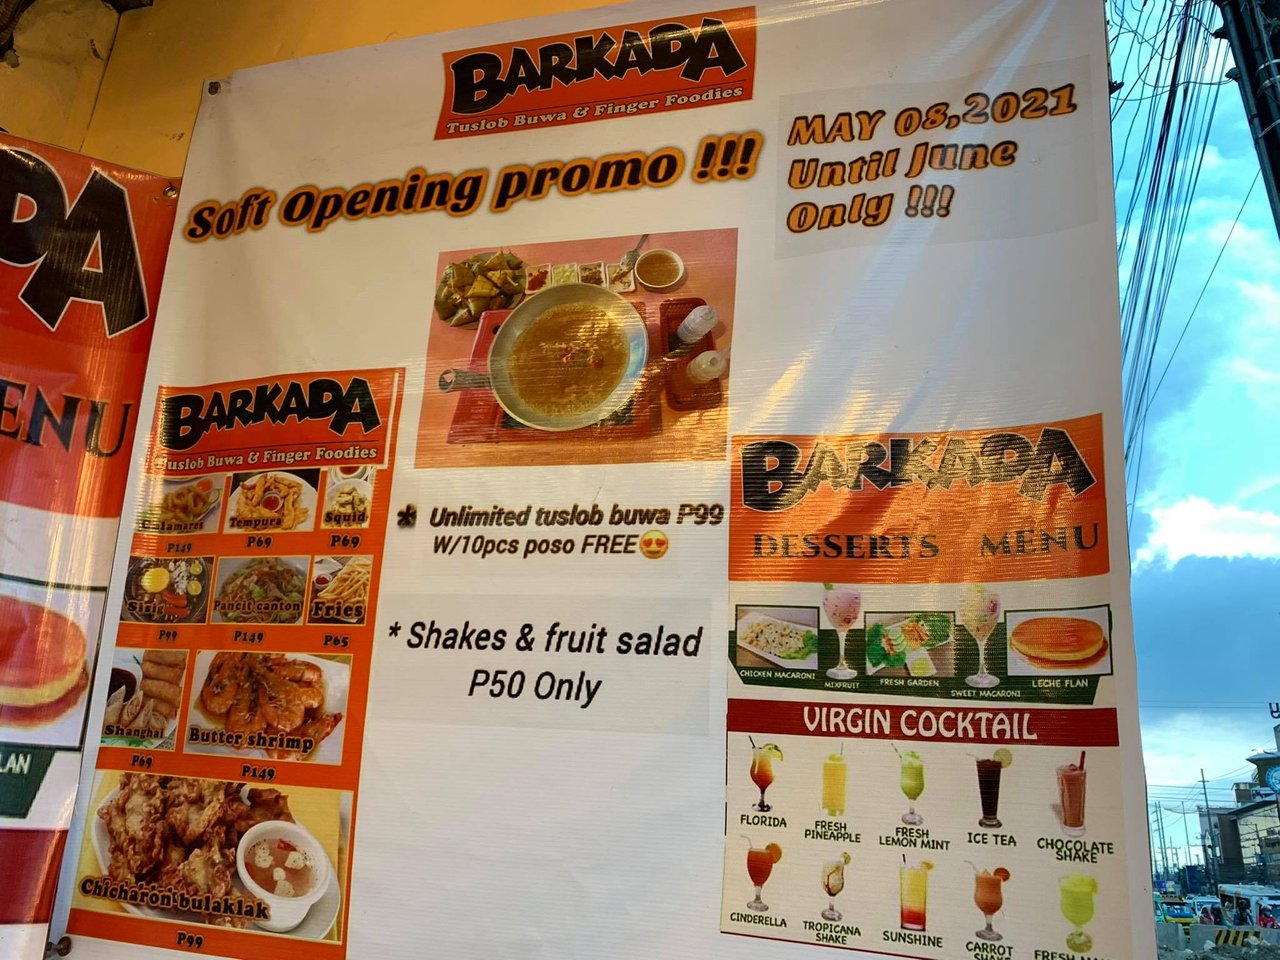 BARKADA
Tuslob Buwa & Finger Foodies
Soft Opening promo !!!
MAY 08,2021
Until June
Only !!!
BARKADA
Tuslob Buwa & Finger Foodies
Calamares
Tempura
Squid
P149
P69
P69
Sisig
Pancit canton
Fries
P99
P149
P65
Shanghai
Butter shrimp
P69
P149
Chicharon bulaklak
P99
* Unlimited tuslob buwa P99
W/10pcs poso FREE😍
* Shakes & fruit salad
P50 Only
BARKADA
DESSERTS MENU
CHICKEN MACARONI
MIXFRUIT
FRESH GARDEN
SWEET MACARONI
LECHE FLAN
VIRGIN COCKTAIL
FLORIDA
FRESH
PINEAPPLE
FRESH
LEMON MINT
ICE TEA
CHOCOLATE
SHAKE
CINDERELLA
TROPICANA
SHAKE
SUNSHINE
CARROT
SHAKE
FRESH
DA
ENU
LAN